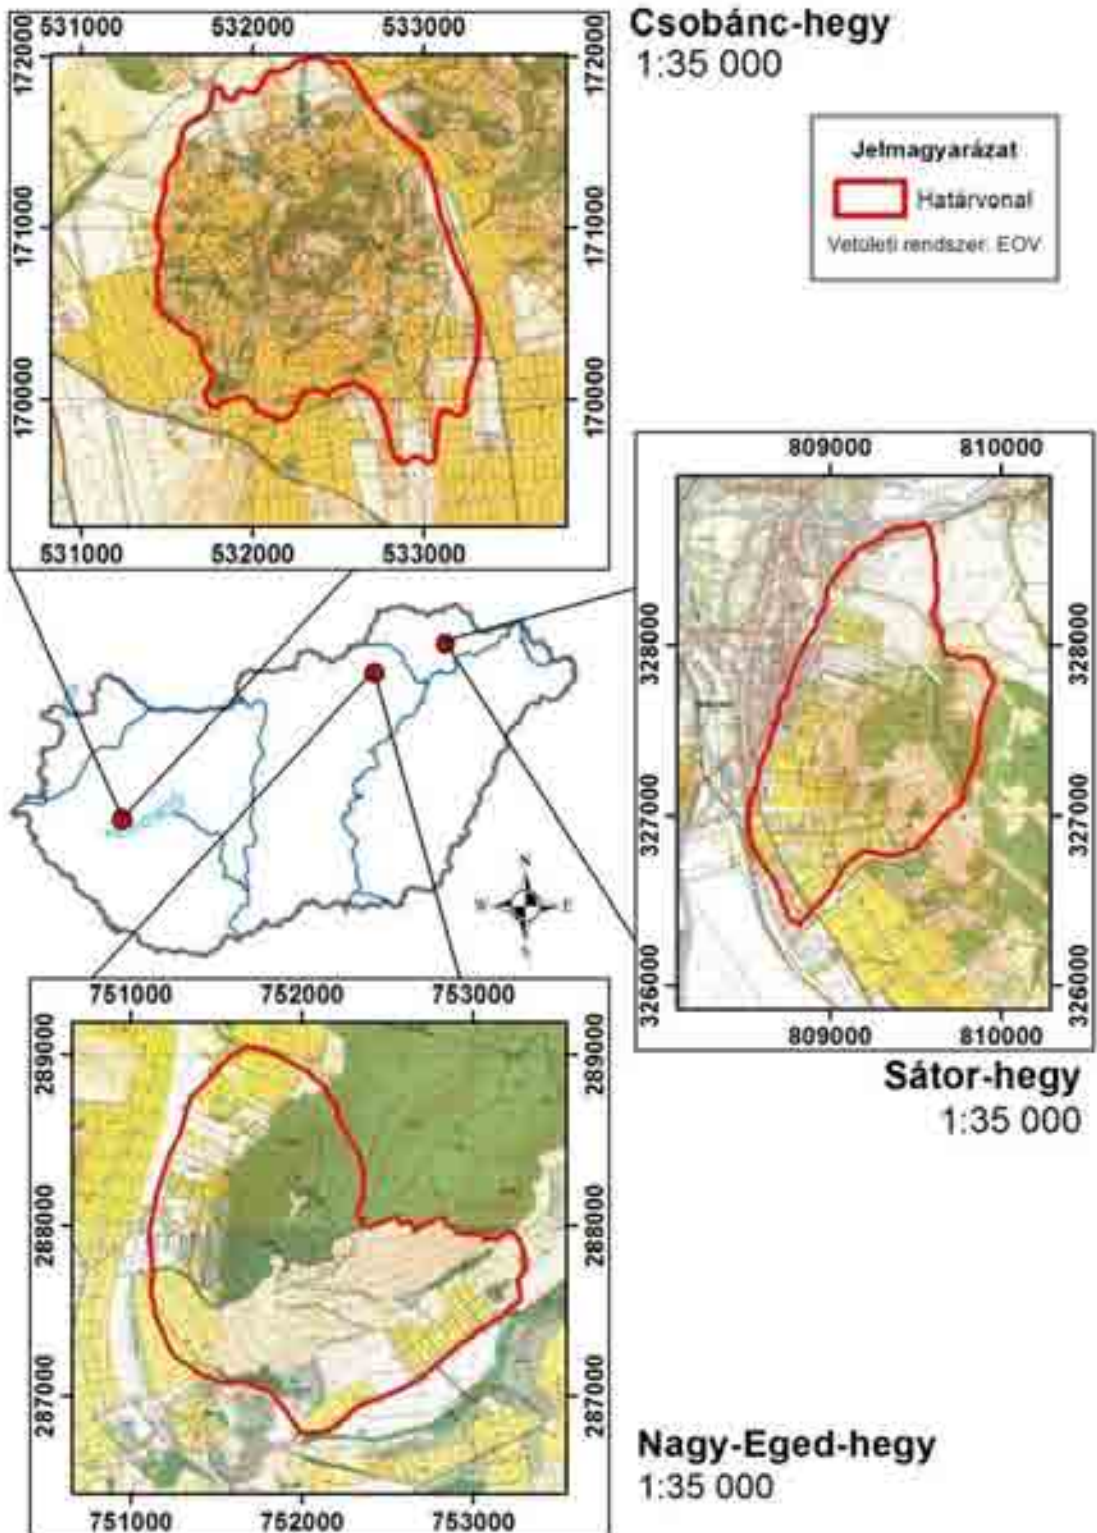 Csobánc-hegy
1:35 000
531000 532000 533000
172000 172000
171000 171000
170000 170000
531000 532000 533000
Jelmagyarázat
Határvonal
Vetületi rendszer: EOV
809000 810000
328000 328000
327000 327000
326000 326000
809000 810000
Sátor-hegy
1:35 000
N
W E
S
751000 752000 753000
289000 289000
288000 288000
287000 287000
751000 752000 753000
Nagy-Eged-hegy
1:35 000